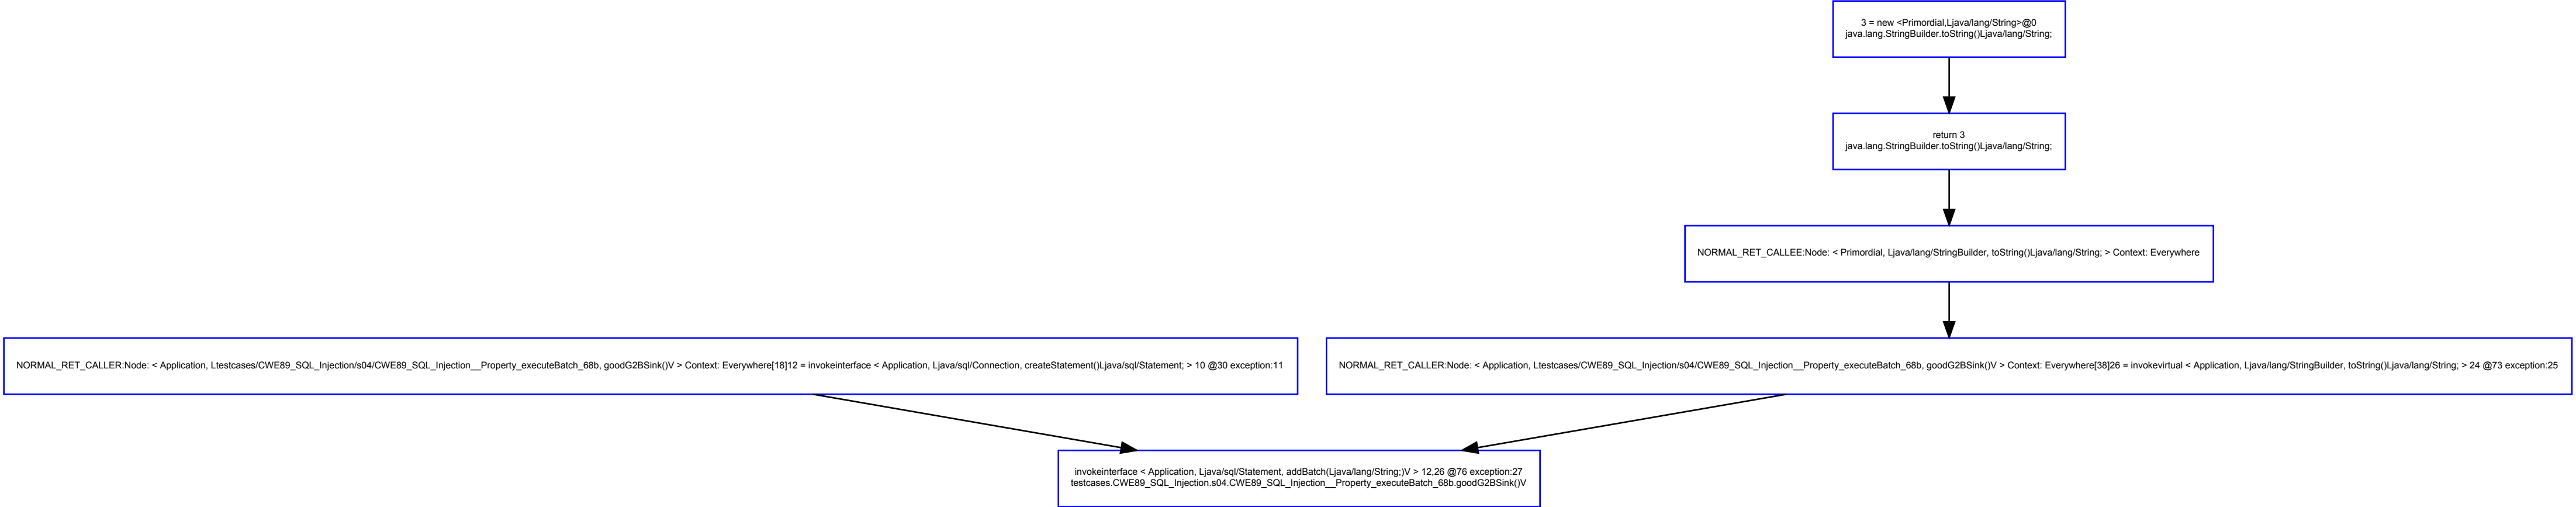 3 = new <Primordial,Ljava/lang/String>@0
java.lang.StringBuilder.toString()Ljava/lang/String;
return 3
java.lang.StringBuilder.toString()Ljava/lang/String;
NORMAL_RET_CALLEE:Node: < Primordial, Ljava/lang/StringBuilder, toString()Ljava/lang/String; > Context: Everywhere
NORMAL_RET_CALLER:Node: < Application, Ltestcases/CWE89_SQL_Injection/s04/CWE89_SQL_Injection__Property_executeBatch_68b, goodG2BSink()V > Context: Everywhere[18]12 = invokeinterface < Application, Ljava/sql/Connection, createStatement()Ljava/sql/Statement; > 10 @30 exception:11
NORMAL_RET_CALLER:Node: < Application, Ltestcases/CWE89_SQL_Injection/s04/CWE89_SQL_Injection__Property_executeBatch_68b, goodG2BSink()V > Context: Everywhere[38]26 = invokevirtual < Application, Ljava/lang/StringBuilder, toString()Ljava/lang/String; > 24 @73 exception:25
invokeinterface < Application, Ljava/sql/Statement, addBatch(Ljava/lang/String;)V > 12,26 @76 exception:27
testcases.CWE89_SQL_Injection.s04.CWE89_SQL_Injection__Property_executeBatch_68b.goodG2BSink()V